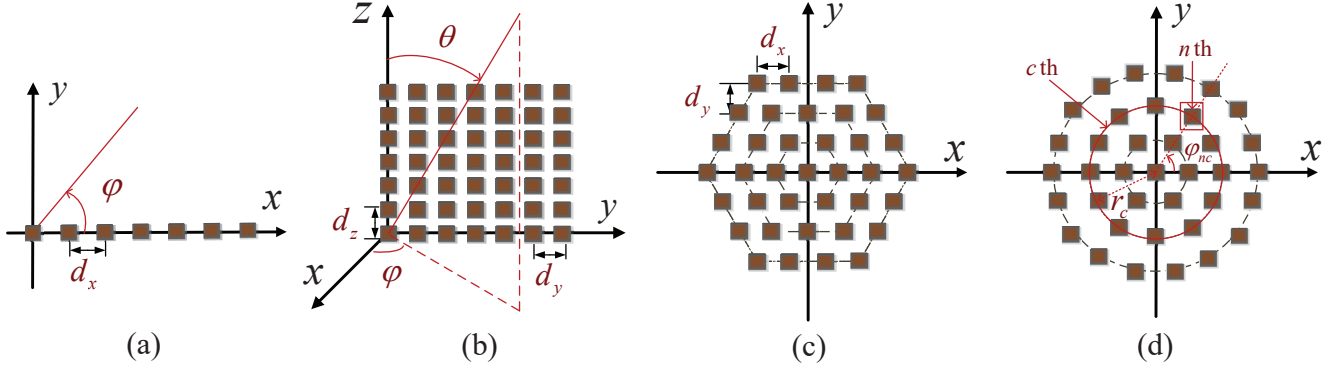 y
φ
x
d_x
(a)
z
θ
d_z
y
x
φ
d_y
(b)
y
d_x
d_y
x
(c)
y
n th
c th
φ_nc
x
r_c
(d)